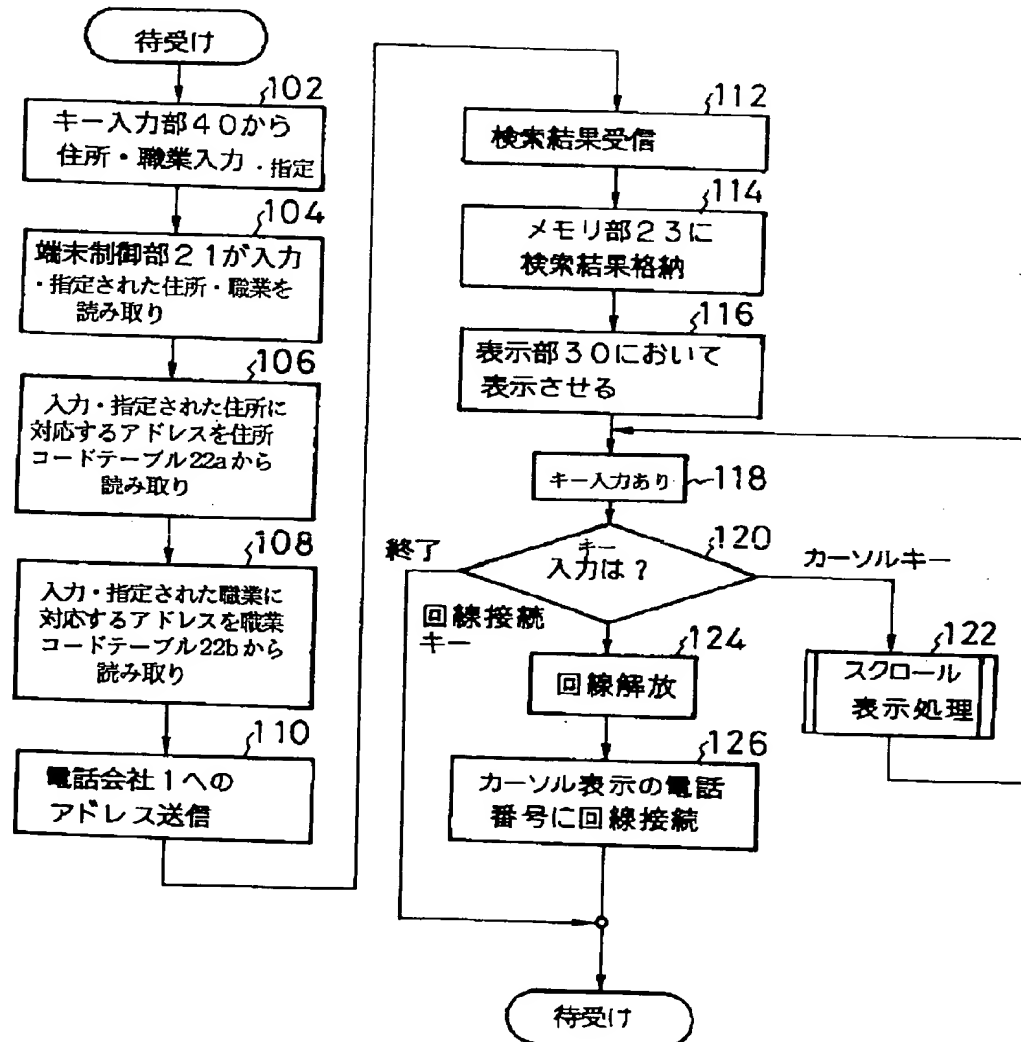 待受け
102
キー入力部40から
住所・職業入力・指定
104
端末制御部21が入力
・指定された住所・職業を
読み取り
106
入力・指定された住所に
対応するアドレスを住所
コードテーブル22aから
読み取り
108
入力・指定された職業に
対応するアドレスを職業
コードテーブル22bから
読み取り
110
電話会社1への
アドレス送信
112
検索結果受信
114
メモリ部23に
検索結果格納
116
表示部30において
表示させる
キー入力あり
118
120
キー
入力は?
終了
カーソルキー
回線接続
キー
122
スクロール
表示処理
124
回線解放
126
カーソル表示の電話
番号に回線接続
待受け